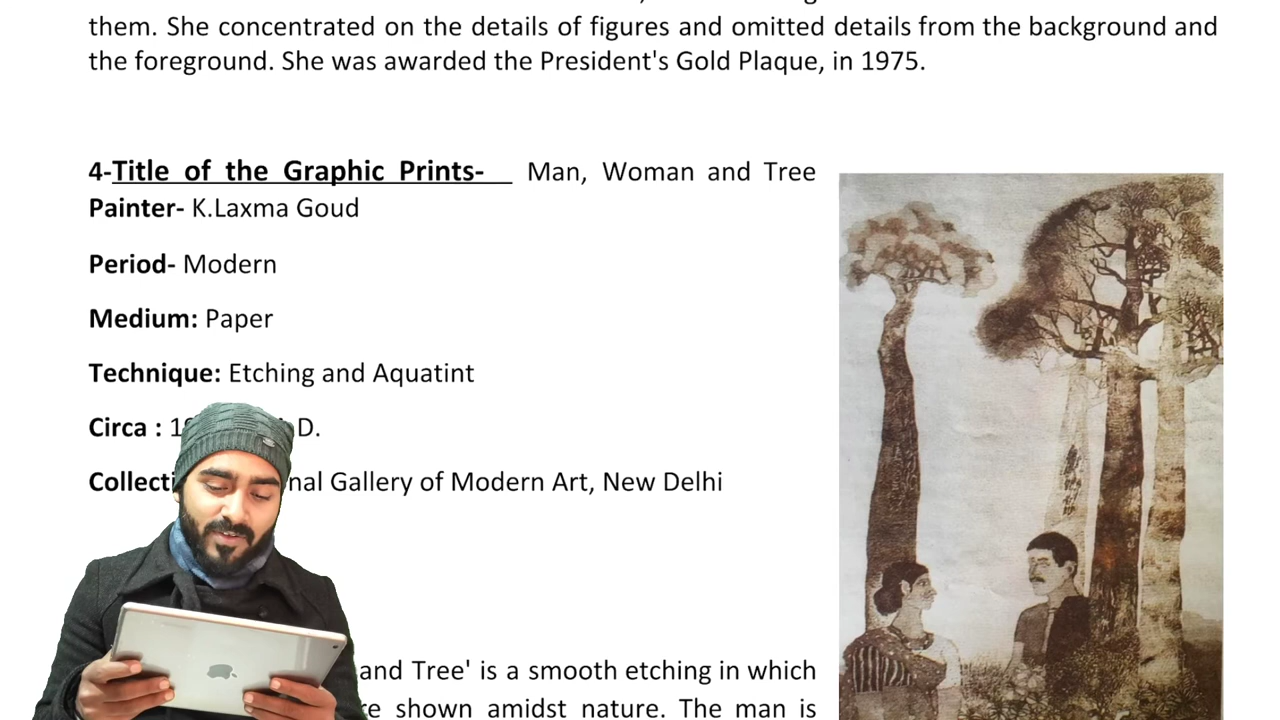 them. She concentrated on the details of figures and omitted details from the background and
the foreground. She was awarded the President's Gold Plaque, in 1975.
4-Title of the Graphic Prints- Man, Woman and Tree
Painter- K.Laxma Goud
Period- Modern
Medium: Paper
Technique: Etching and Aquatint
Circa : D.
Gallery of Modern Art, New Delhi
and Tree' is a smooth etching in which
shown amidst nature. The man is